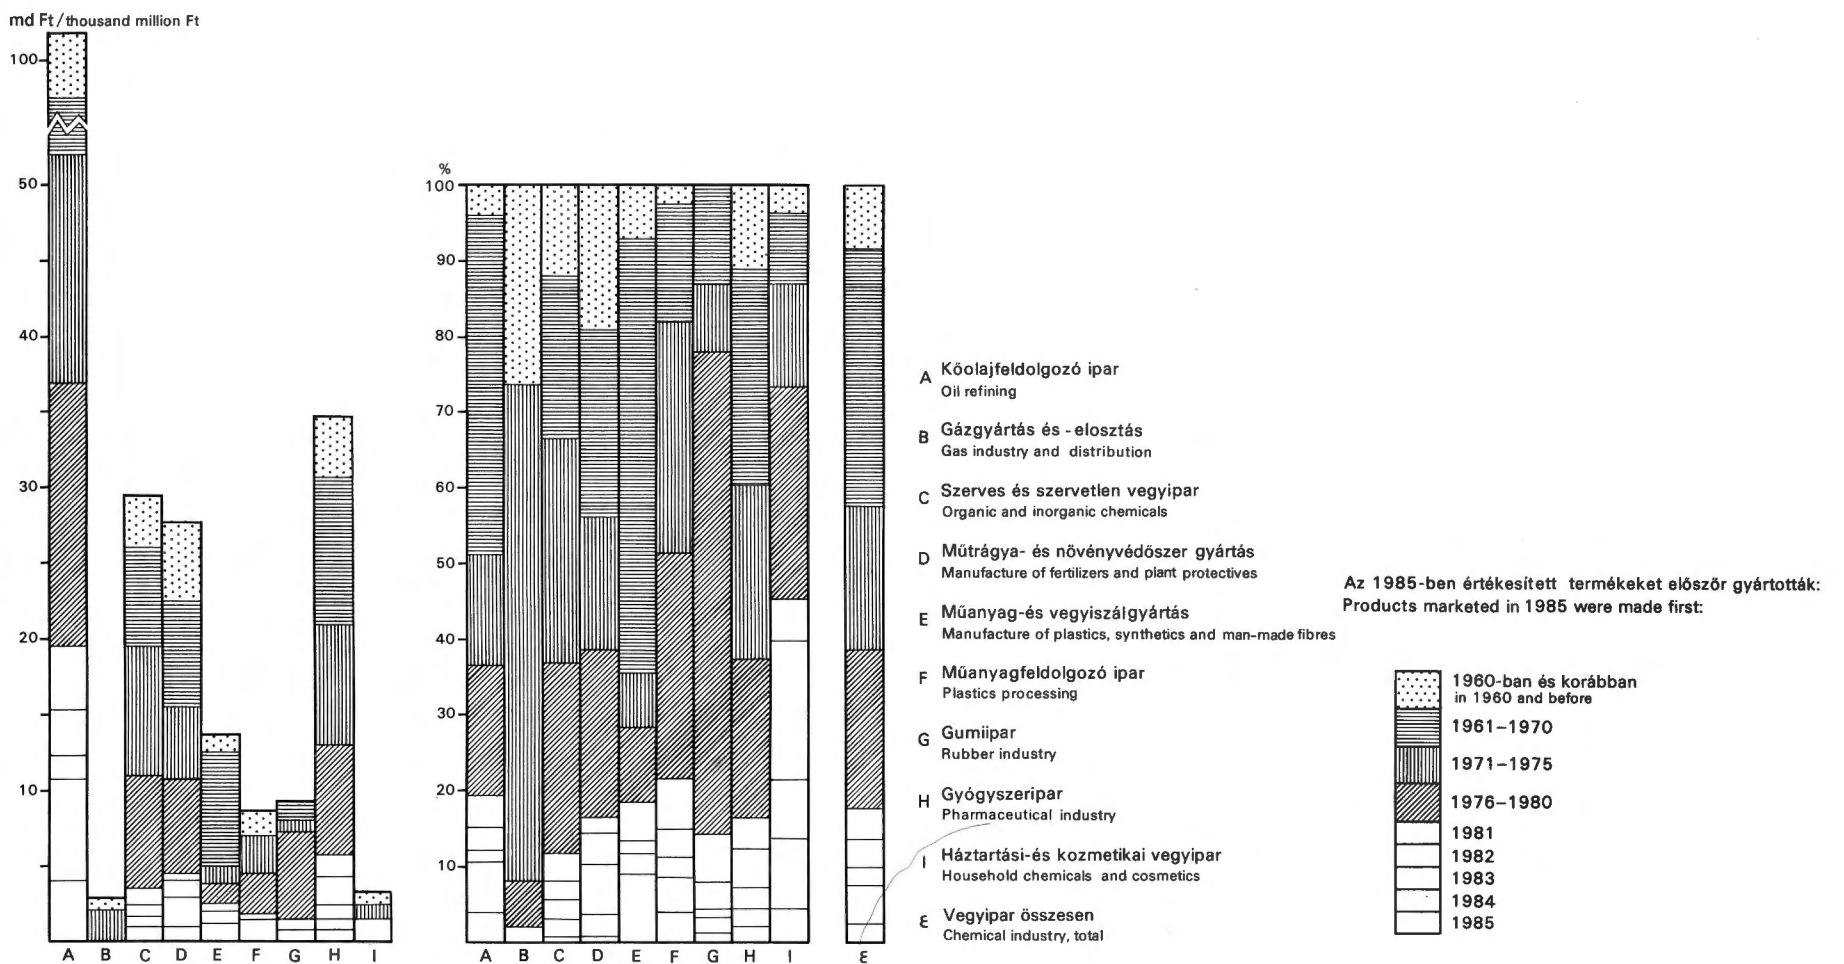 md Ft/thousand million Ft
100
50
40
30
20
10
A B C D E F G H I
%
100
90
80
70
60
50
40
30
20
10
A B C D E F G H I ε
A Kőolajfeldolgozó ipar
Oil refining
B Gázgyártás és -elosztás
Gas industry and distribution
C Szerves és szervetlen vegyipar
Organic and inorganic chemicals
D Műtrágya- és növényvédőszer gyártás
Manufacture of fertilizers and plant protectives
E Műanyag-és vegyiszálgyártás
Manufacture of plastics, synthetics and man-made fibres
F Műanyagfeldolgozó ipar
Plastics processing
G Gumiipar
Rubber industry
H Gyógyszeripar
Pharmaceutical industry
I Háztartási-és kozmetikai vegyipar
Household chemicals and cosmetics
ε Vegyipar összesen
Chemical industry, total
Az 1985-ben értékesített termékeket először gyártották:
Products marketed in 1985 were made first:
1960-ban és korábban
in 1960 and before
1961–1970
1971–1975
1976–1980
1981
1982
1983
1984
1985